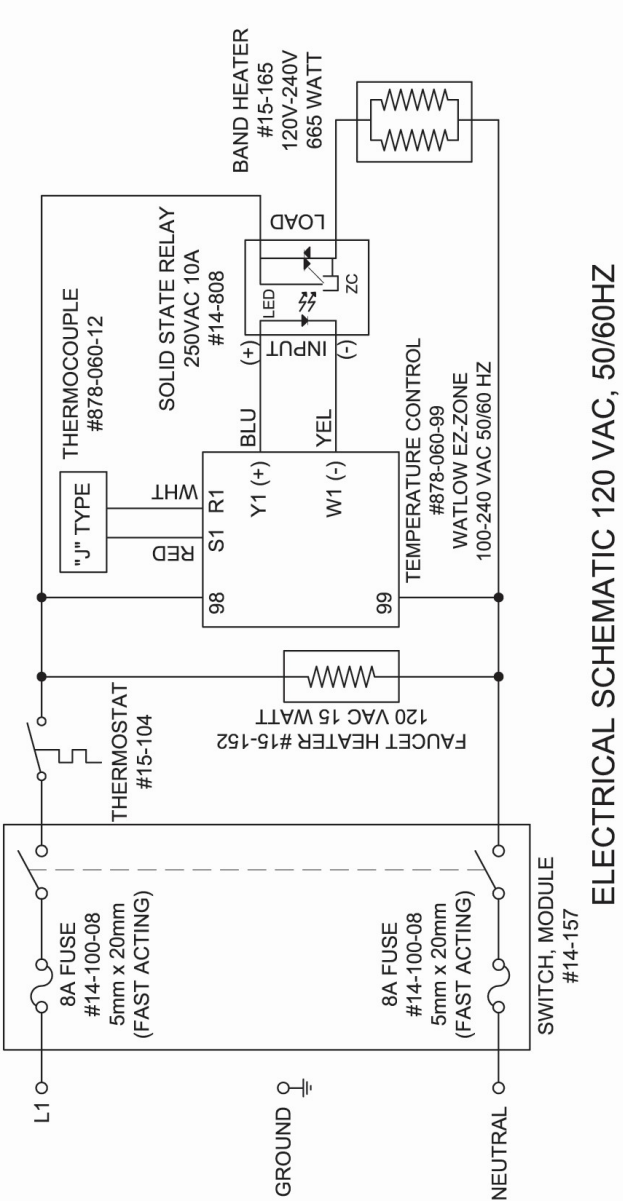 L1
GROUND
NEUTRAL
8A FUSE
#14-100-08
5mm x 20mm
(FAST ACTING)
8A FUSE
#14-100-08
5mm x 20mm
(FAST ACTING)
SWITCH, MODULE
#14-157
THERMOSTAT
#15-104
FAUCET HEATER #15-152
120 VAC 15 WATT
THERMOCOUPLE
#878-060-12
"J" TYPE
RED
WHT
98
S1
R1
Y1 (+)
W1 (-)
99
TEMPERATURE CONTROL
#878-060-99
WATLOW EZ-ZONE
100-240 VAC 50/60 HZ
BLU
YEL
SOLID STATE RELAY
250VAC 10A
#14-808
(+)
INPUT
(-)
LED
ZC
LOAD
BAND HEATER
#15-165
120V-240V
665 WATT
ELECTRICAL SCHEMATIC 120 VAC, 50/60HZ